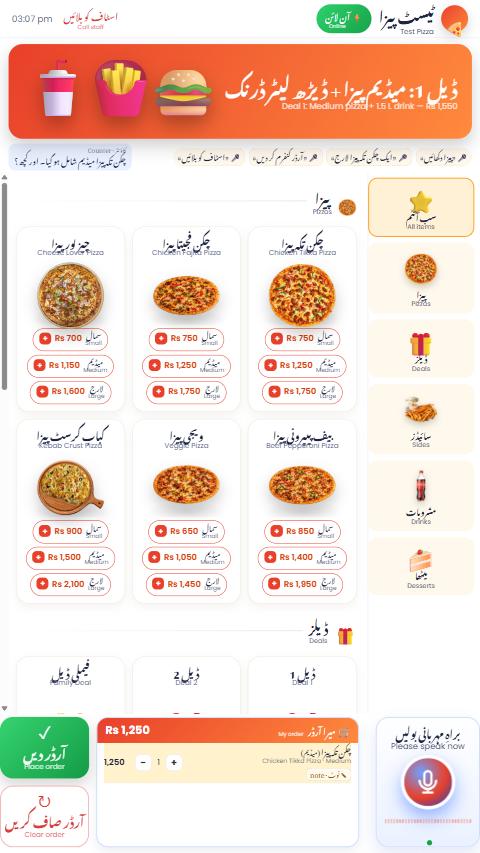 03:07 pm
اسٹاف کو بلائیں
Call staff
آن لائن
Online
ٹیسٹ پیزا
Test Pizza
ڈیل 1: میڈیم پیزا + ڈیڑھ لیٹر ڈرنک
Deal 1: Medium pizza + 1.5 L drink — Rs 1,550
«پیزا دکھائیں»
«ایک چکن تکہ پیزا لارج»
«آرڈر کنفرم کر دیں»
«اسٹاف کو بلائیں»
کاؤنٹر · Counter
چکن تکہ پیزا میڈیم شامل ہو گیا۔ اور کچھ؟
سب آئٹم
All items
پیزا
Pizzas
ڈیلز
Deals
سائیڈز
Sides
مشروبات
Drinks
میٹھا
Desserts
پیزا
Pizzas
چکن تکہ پیزا
Chicken Tikka Pizza
Rs 750 سمال Small
Rs 1,250 میڈیم Medium
Rs 1,750 لارج Large
چکن فجیتا پیزا
Chicken Fajita Pizza
Rs 750 سمال Small
Rs 1,250 میڈیم Medium
Rs 1,750 لارج Large
چیز لور پیزا
Cheese Lover Pizza
Rs 700 سمال Small
Rs 1,150 میڈیم Medium
Rs 1,600 لارج Large
بیف پیپرونی پیزا
Beef Pepperoni Pizza
Rs 850 سمال Small
Rs 1,400 میڈیم Medium
Rs 1,950 لارج Large
ویجی پیزا
Veggie Pizza
Rs 650 سمال Small
Rs 1,050 میڈیم Medium
Rs 1,450 لارج Large
کباب کرسٹ پیزا
Kebab Crust Pizza
Rs 900 سمال Small
Rs 1,500 میڈیم Medium
Rs 2,100 لارج Large
ڈیلز
Deals
ڈیل 1
Deal 1
ڈیل 2
Deal 2
فیملی ڈیل
Family Deal
آرڈر دیں
Place order
آرڈر صاف کریں
Clear order
Rs 1,250
میرا آرڈر
My order
چکن تکہ پیزا (میڈیم)
Chicken Tikka Pizza · Medium
1,250 − 1 +
نوٹ · note
براہ مہربانی بولیں
Please speak now